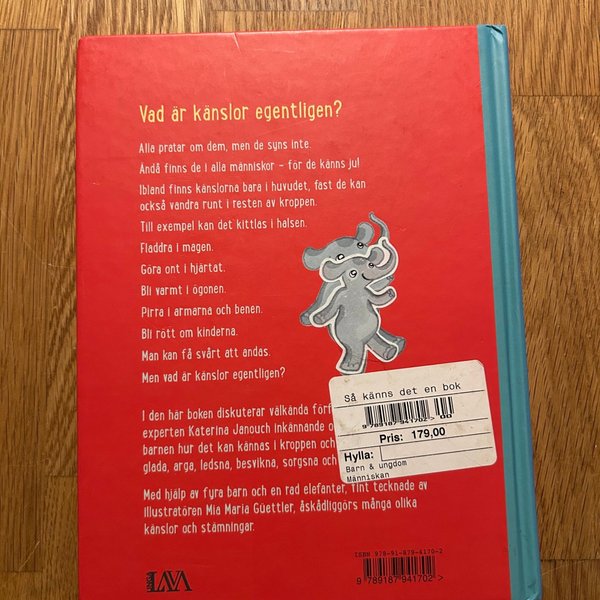 Vad är känslor egentligen?
Alla pratar om dem, men de syns inte.
Ändå finns de i alla människor – för de känns ju!
Ibland finns känslorna bara i huvudet, fast de kan
också vandra runt i resten av kroppen.
Till exempel kan det kittlas i halsen.
Fladdra i magen.
Göra ont i hjärtat.
Bli varmt i ögonen.
Pirra i armarna och benen.
Bli rött om kinderna.
Man kan få svårt att andas.
Men vad är känslor egentligen?
I den här boken diskuterar välkända förf
experten Katerina Janouch inkännande o
barnen hur det kan kännas i kroppen och
glada, arga, ledsna, besvikna, sorgsna och
Med hjälp av fyra barn och en rad elefanter, fint tecknade av
illustratören Mia Maria Güettler, åskådliggörs många olika
känslor och stämningar.
Så känns det en bok
9 789187 941702 > 00
Pris: 179,00
Hylla:
Barn & ungdom
Människan
ISBN 978-91-879-4170-2
9 789187 941702 >
LAVA